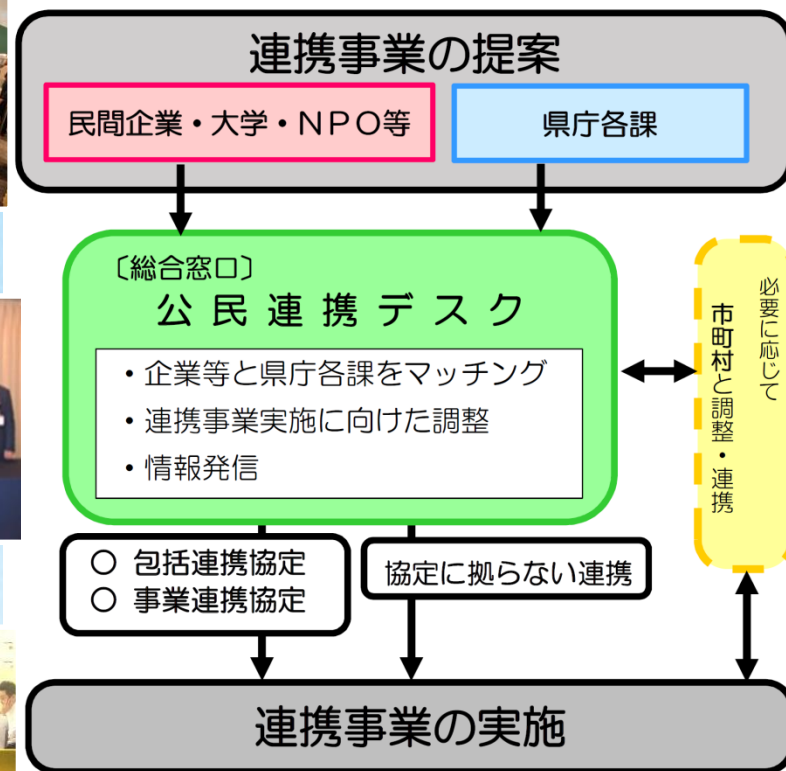 連携事業の提案
民間企業・大学・NPO等
県庁各課
〔総合窓口〕
公民連携デスク
・企業等と県庁各課をマッチング
・連携事業実施に向けた調整
・情報発信
必要に応じて
市町村と調整・連携
○ 包括連携協定
○ 事業連携協定
協定に拠らない連携
連携事業の実施